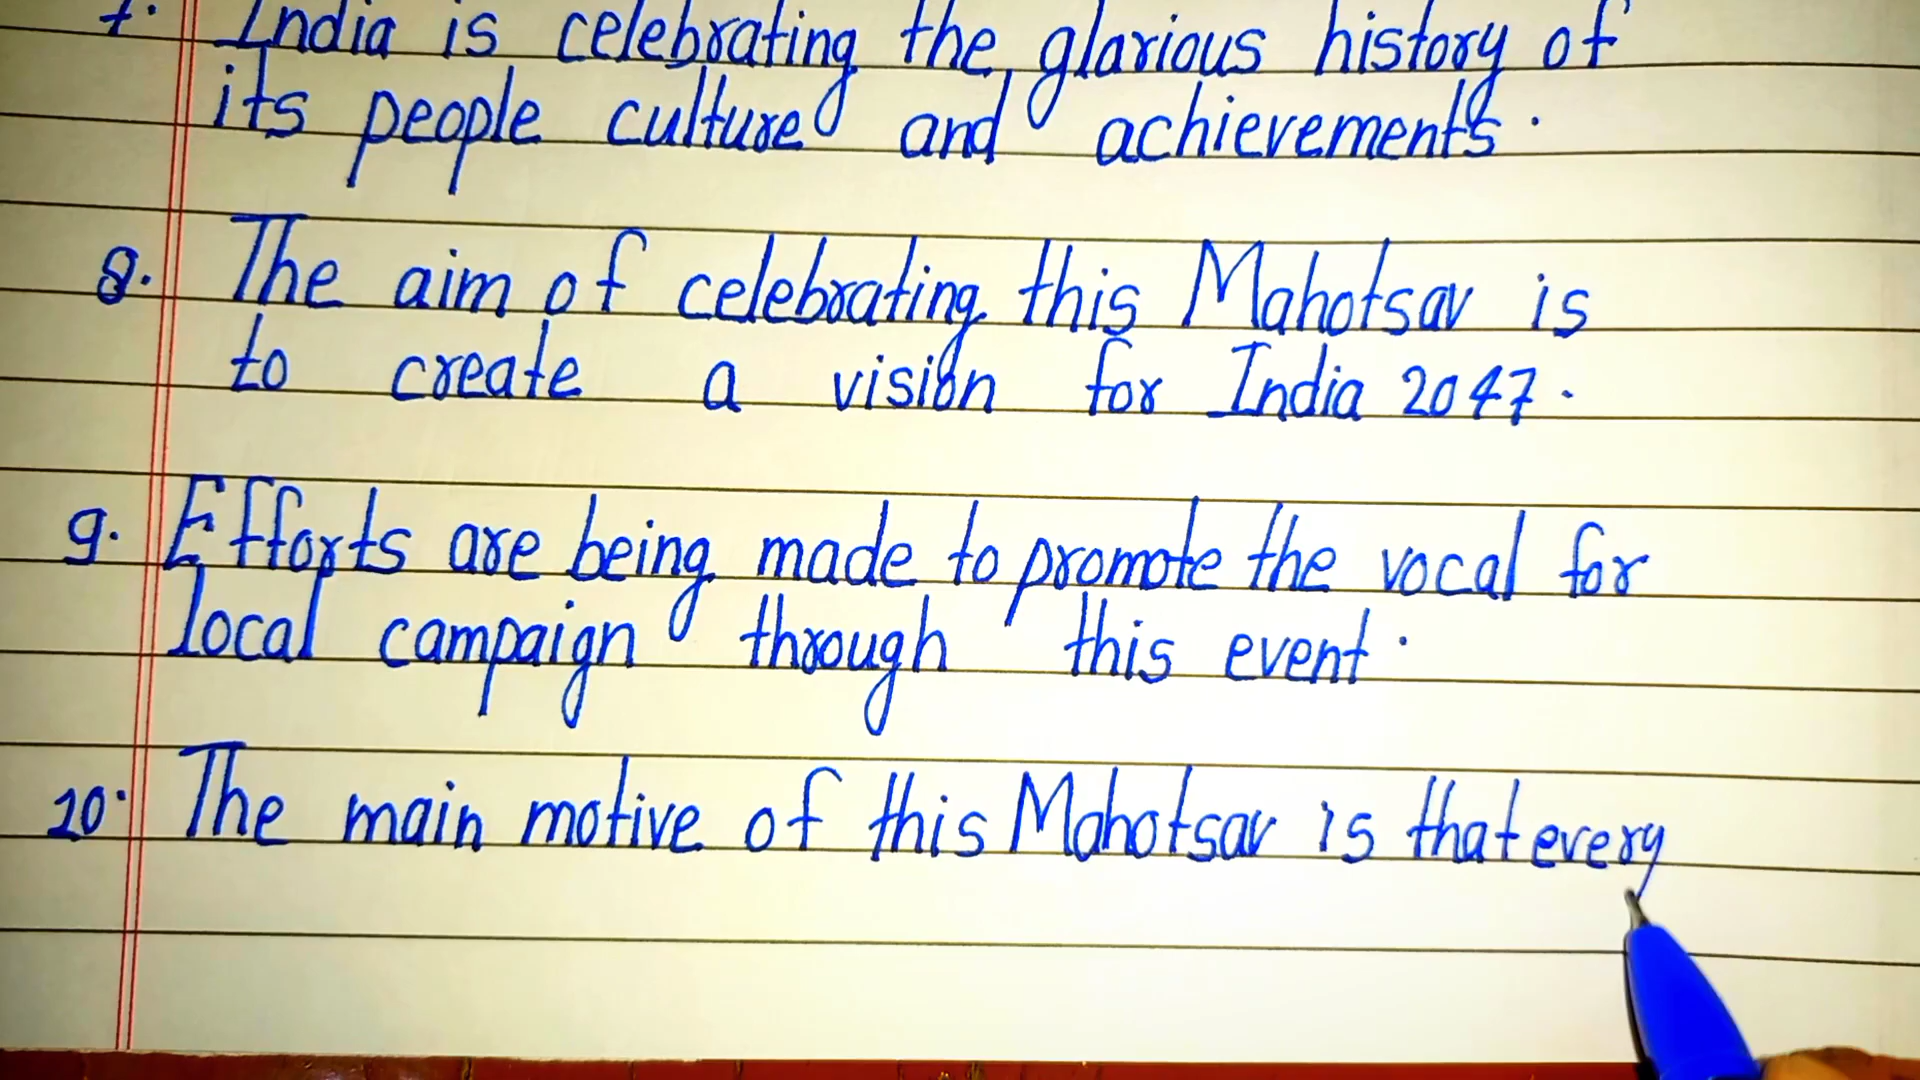 7. India is celebrating the glarious history of
its people culture and achievements.
8. The aim of celebrating this Mahotsav is
to create a vision for India 2047.
9. Efforts are being made to promote the vocal for
local campaign through this event.
10. The main motive of this Mahotsav is that every